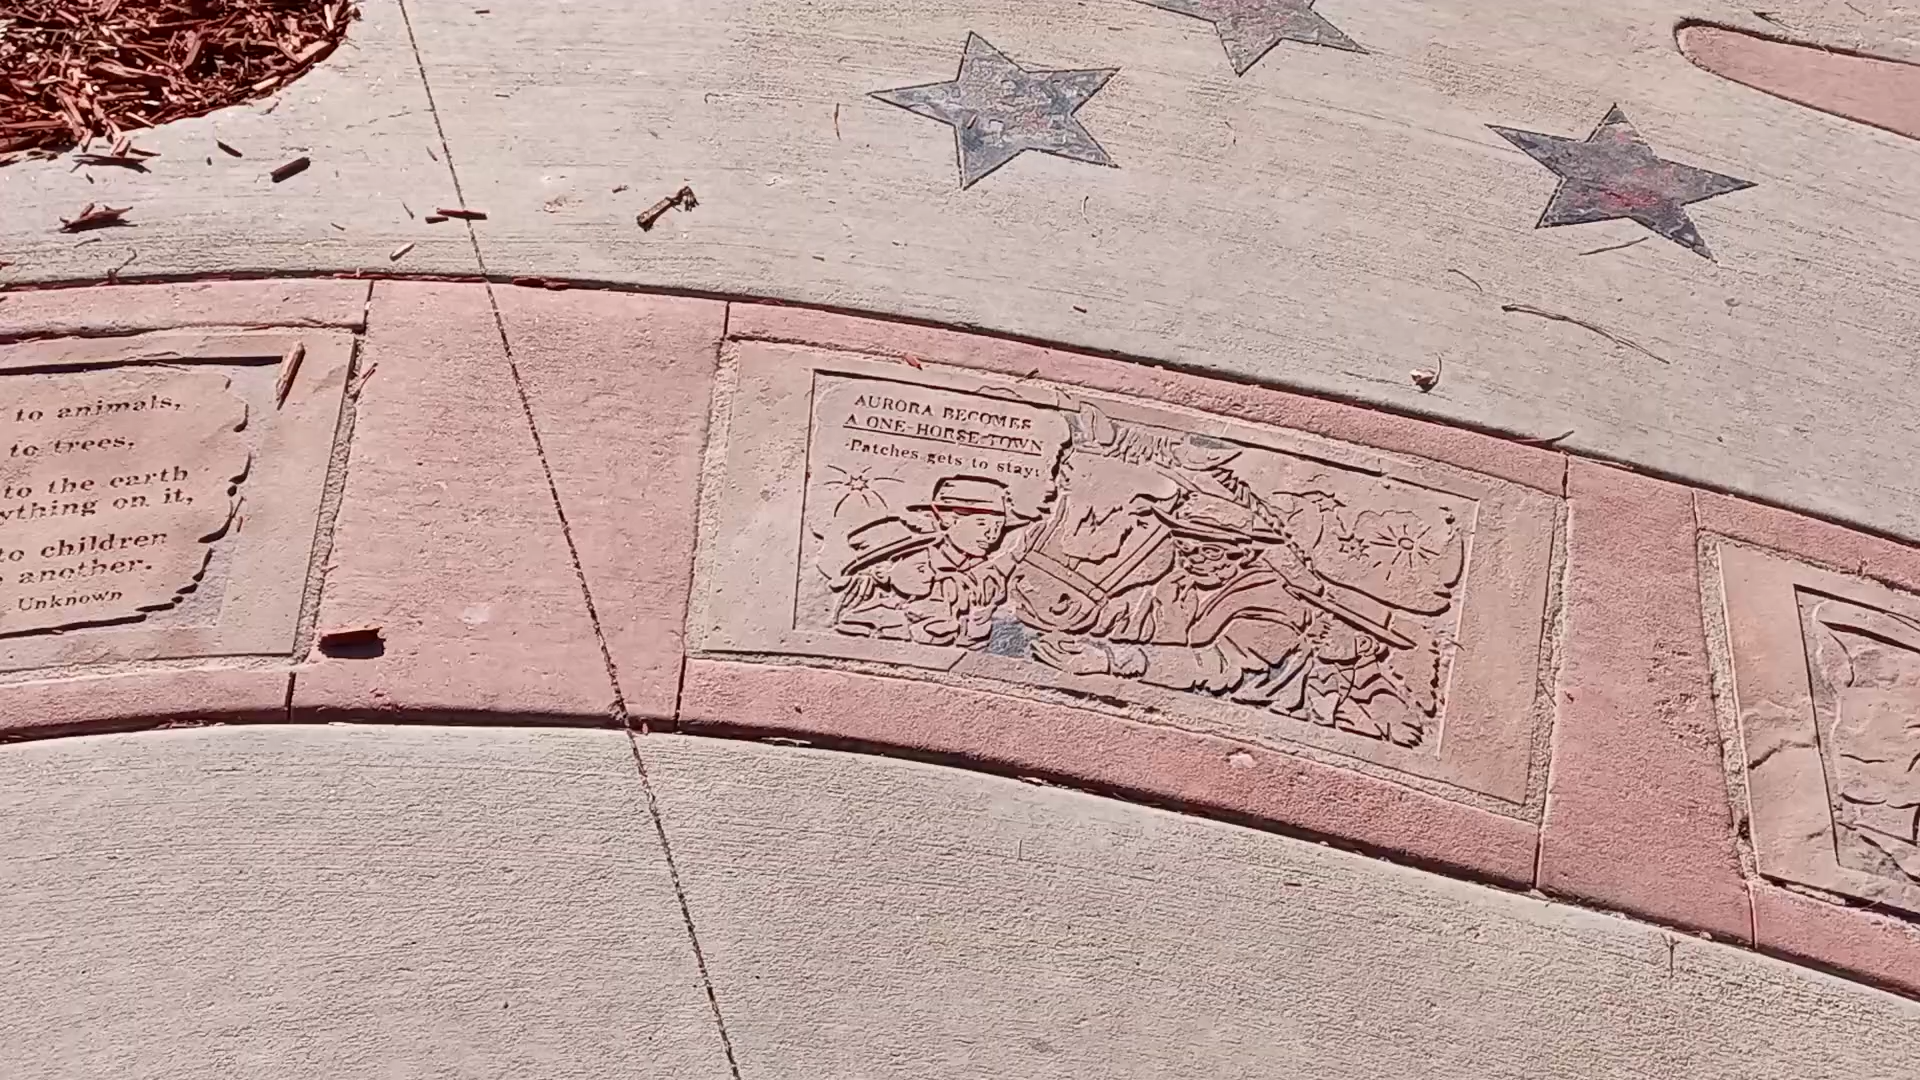 to animals,
to trees,
to the earth
ything on it,
to children
another.
Unknown
AURORA BECOMES
A ONE-HORSE-TOWN
Patches gets to stay!